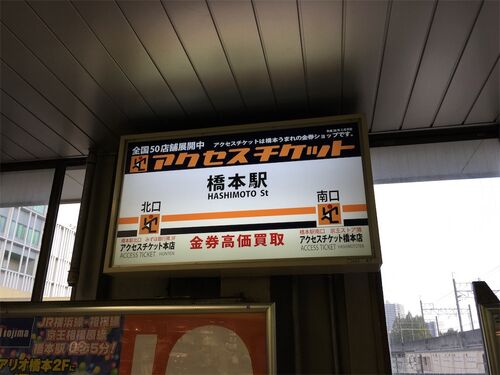 全国50店舗展開中 アクセスチケットは橋本うまれの金券ショップです。
アクセスチケット
橋本駅
HASHIMOTO St
北口
南口
アクセスチケット本店
ACCESS TICKET HONTEN
アクセスチケット橋本店
ACCESS TICKET
金券高価買取
ojima
JR横浜線・相模線
京王相模原線
橋本駅 5分!
アリオ橋本2F